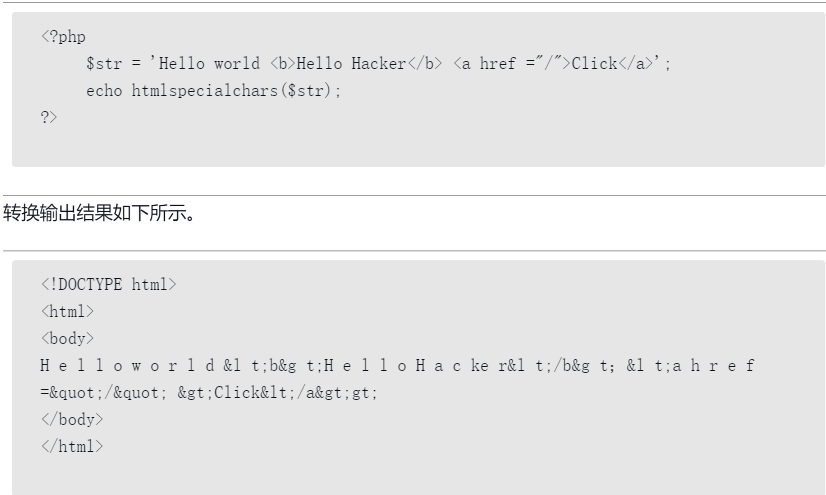 <?php
$str = 'Hello world <b>Hello Hacker</b> <a href ="/">Click</a>';
echo htmlspecialchars($str);
?>
转换输出结果如下所示。
<!DOCTYPE html>
<html>
<body>
H e l l o w o r l d &l t;b&g t;H e l l o H a c ke r&l t;/b&g t; &l t;a h r e f
=&quot;/&quot; &gt;Click&lt;/a&gt;gt;
</body>
</html>